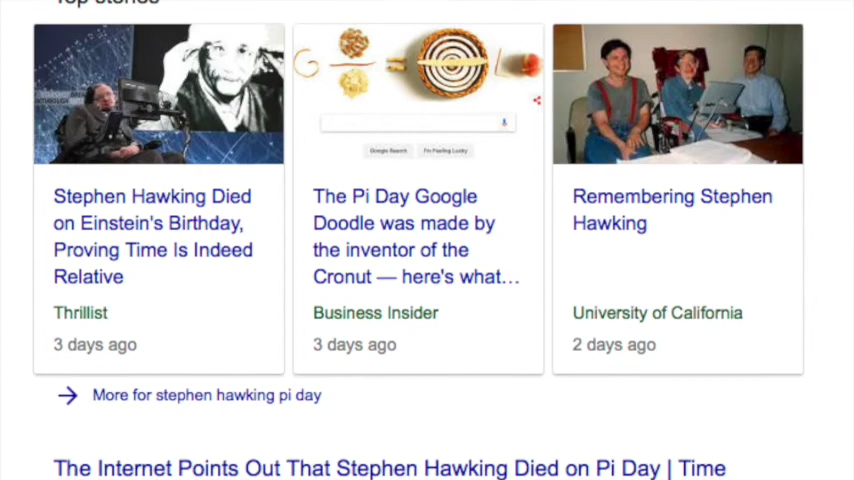 Top stories
Stephen Hawking Died
on Einstein's Birthday,
Proving Time Is Indeed
Relative
Thrillist
3 days ago
Google Search
I'm Feeling Lucky
The Pi Day Google
Doodle was made by
the inventor of the
Cronut — here's what...
Business Insider
3 days ago
Remembering Stephen
Hawking
University of California
2 days ago
More for stephen hawking pi day
The Internet Points Out That Stephen Hawking Died on Pi Day | Time